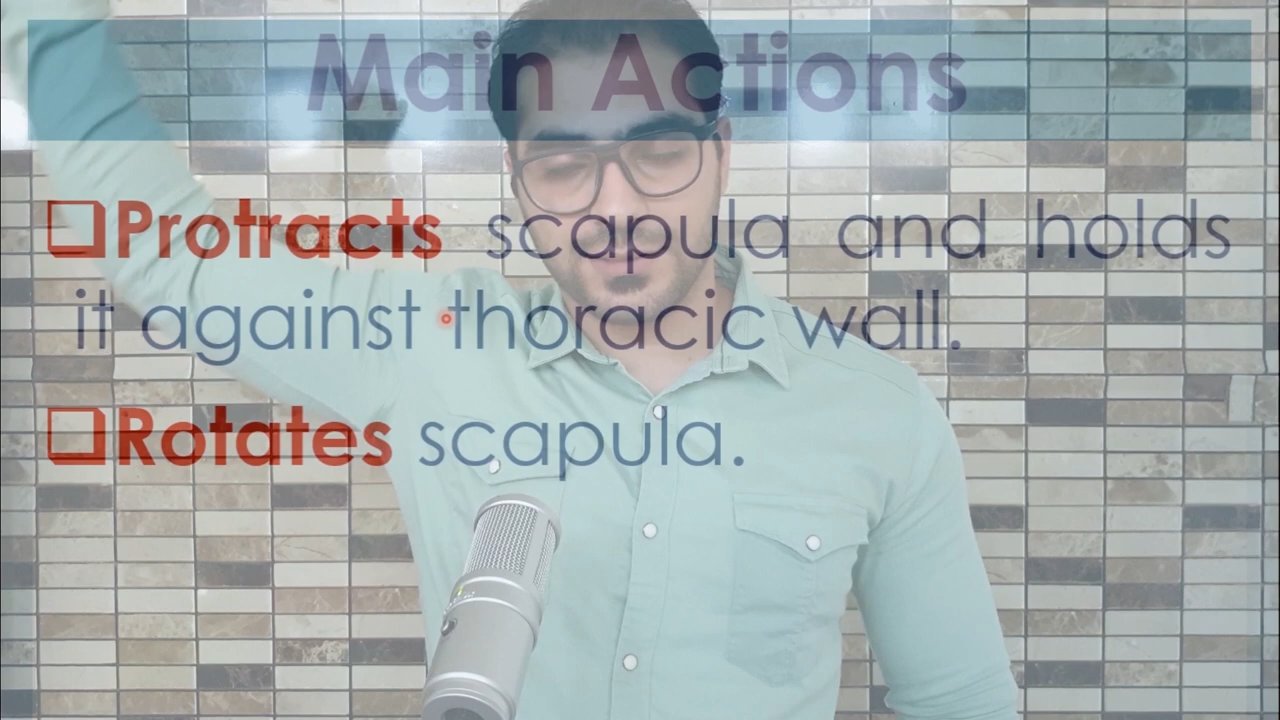 Main Actions
Protracts scapula and holds
it against thoracic wall.
Rotates scapula.